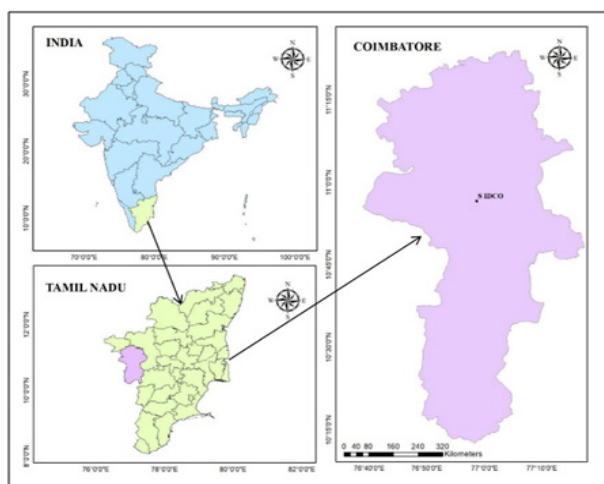 INDIA
N
W E
S
30°0'0"N
20°0'0"N
10°0'0"N
70°0'0"E 80°0'0"E 90°0'0"E 100°0'0"E
TAMIL NADU
N
W E
S
12°0'0"N
10°0'0"N
8°0'0"N
76°0'0"E 78°0'0"E 80°0'0"E 82°0'0"E
COIMBATORE
N
W E
S
11°15'0"N
11°0'0"N
10°45'0"N
10°30'0"N
10°15'0"N
SIDCO
0 40 80 160 240 320
Kilometers
76°40'E 76°50'E 77°0'E 77°10'E